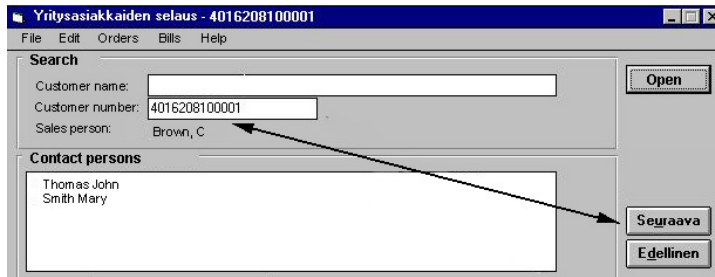 Yritysasiakkaiden selaus - 4016208100001
File Edit Orders Bills Help
Search
Customer name:
Open
Customer number: 4016208100001
Sales person: Brown, C
Contact persons
Thomas John
Smith Mary
Seuraava
Edellinen